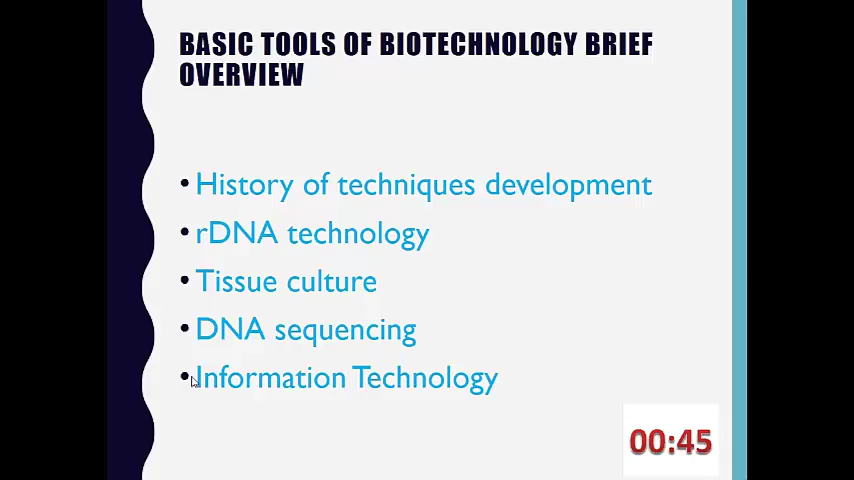 BASIC TOOLS OF BIOTECHNOLOGY BRIEF
OVERVIEW
• History of techniques development
• rDNA technology
• Tissue culture
• DNA sequencing
• Information Technology
00:45